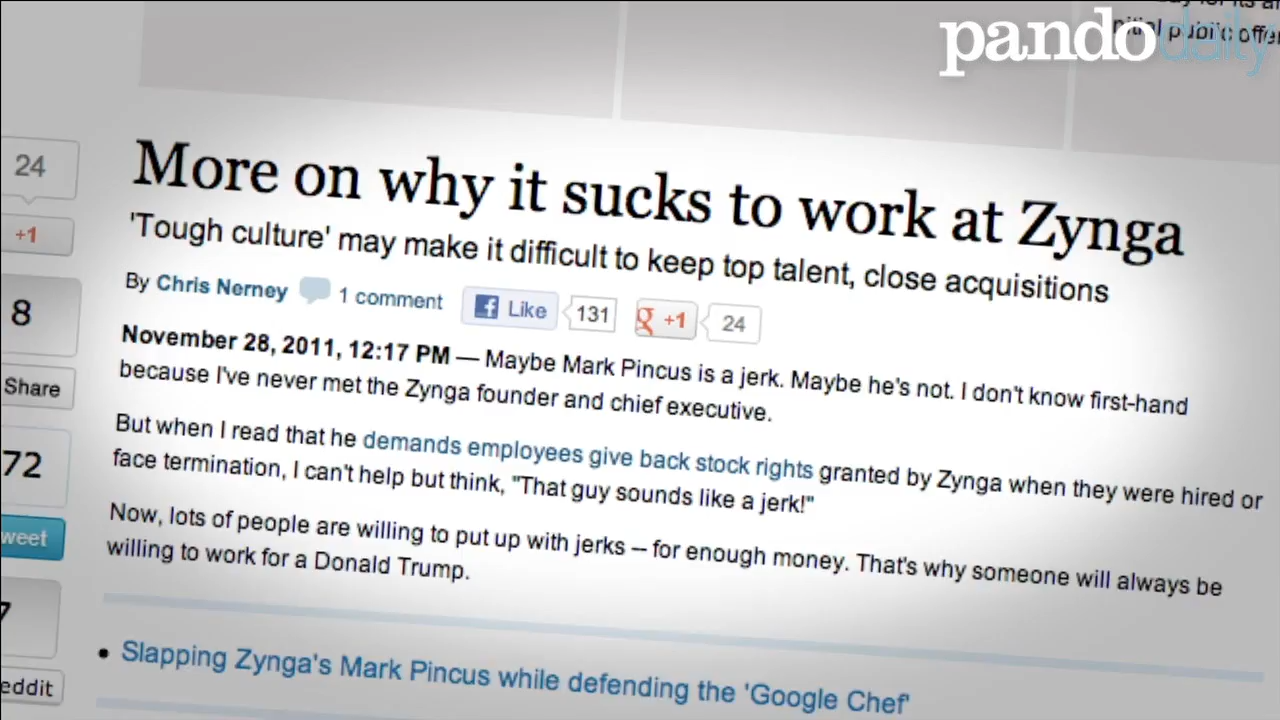 pandodaily
More on why it sucks to work at Zynga
'Tough culture' may make it difficult to keep top talent, close acquisitions
By Chris Nerney 1 comment Like 131 +1 24
November 28, 2011, 12:17 PM — Maybe Mark Pincus is a jerk. Maybe he's not. I don't know first-hand
because I've never met the Zynga founder and chief executive.
But when I read that he demands employees give back stock rights granted by Zynga when they were hired or
face termination, I can't help but think, "That guy sounds like a jerk!"
Now, lots of people are willing to put up with jerks -- for enough money. That's why someone will always be
willing to work for a Donald Trump.
• Slapping Zynga's Mark Pincus while defending the 'Google Chef'
24
+1
8
Share
72
weet
7
eddit